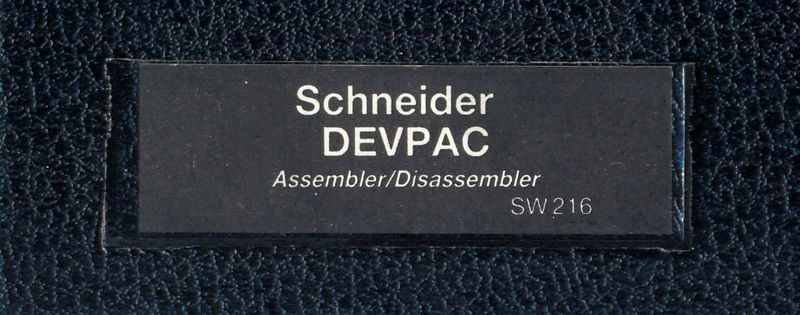 Schneider
DEVPAC
Assembler/Disassembler
SW 216